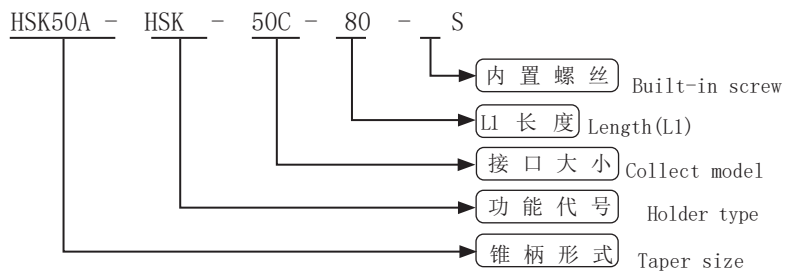 HSK50A - HSK - 50C - 80 - S
内置螺丝 Built-in screw
L1 长度 Length(L1)
接口大小 Collect model
功能代号 Holder type
锥柄形式 Taper size